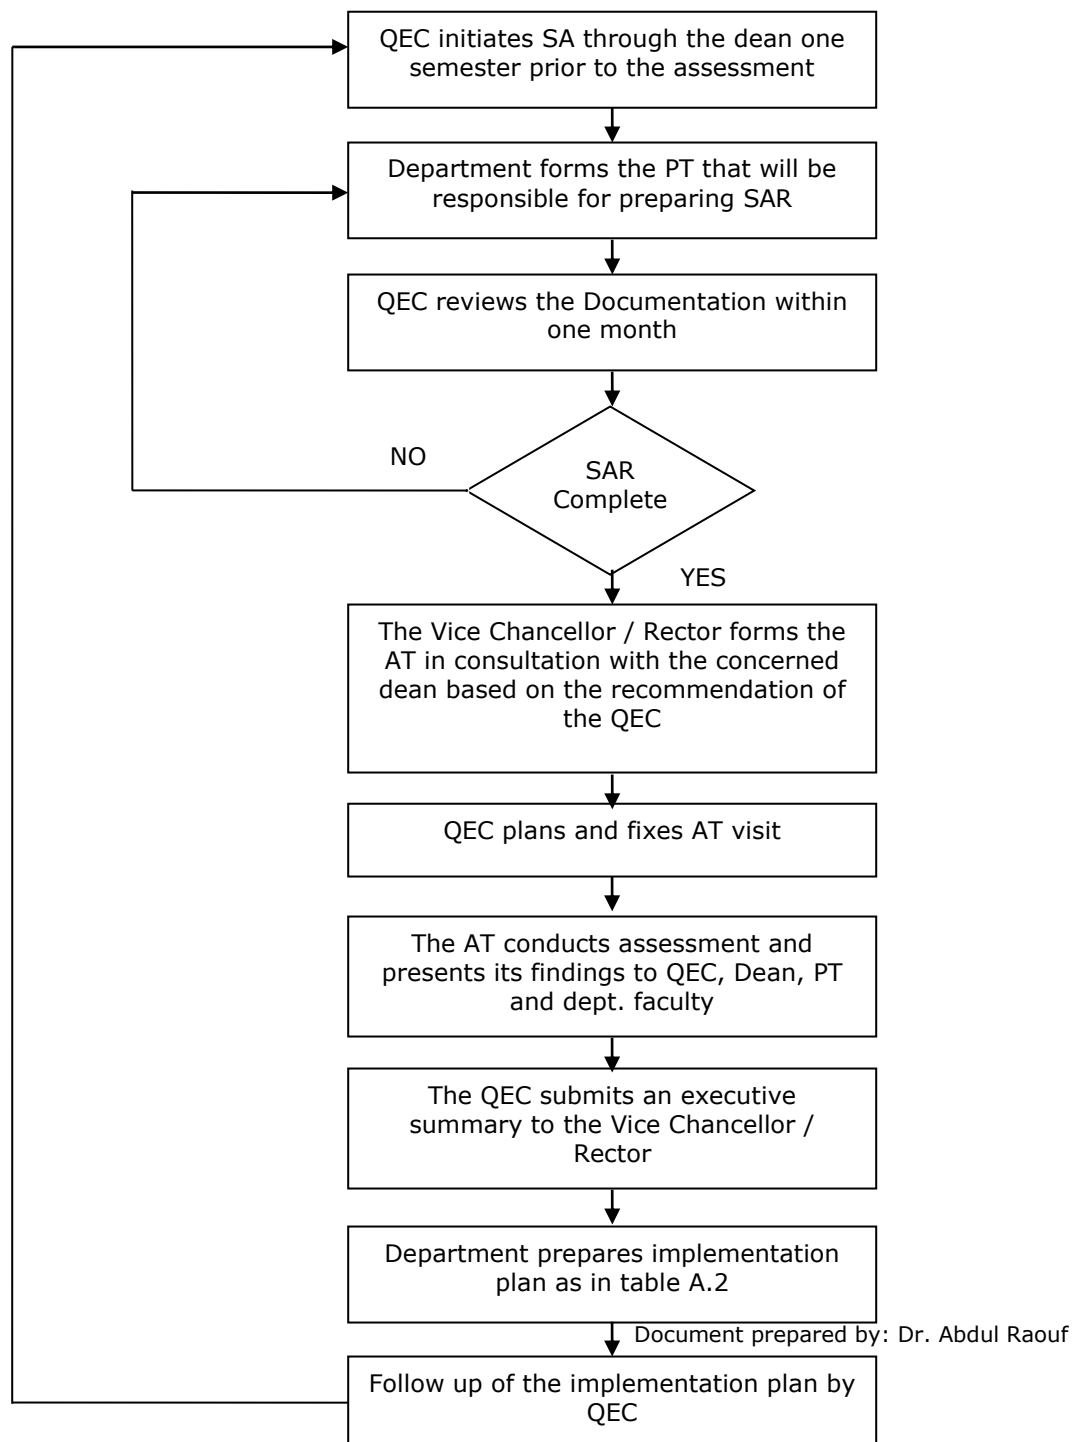 QEC initiates SA through the dean one
semester prior to the assessment
Department forms the PT that will be
responsible for preparing SAR
QEC reviews the Documentation within
one month
NO
SAR
Complete
YES
The Vice Chancellor / Rector forms the
AT in consultation with the concerned
dean based on the recommendation of
the QEC
QEC plans and fixes AT visit
The AT conducts assessment and
presents its findings to QEC, Dean, PT
and dept. faculty
The QEC submits an executive
summary to the Vice Chancellor /
Rector
Department prepares implementation
plan as in table A.2
Document prepared by: Dr. Abdul Raouf
Follow up of the implementation plan by
QEC